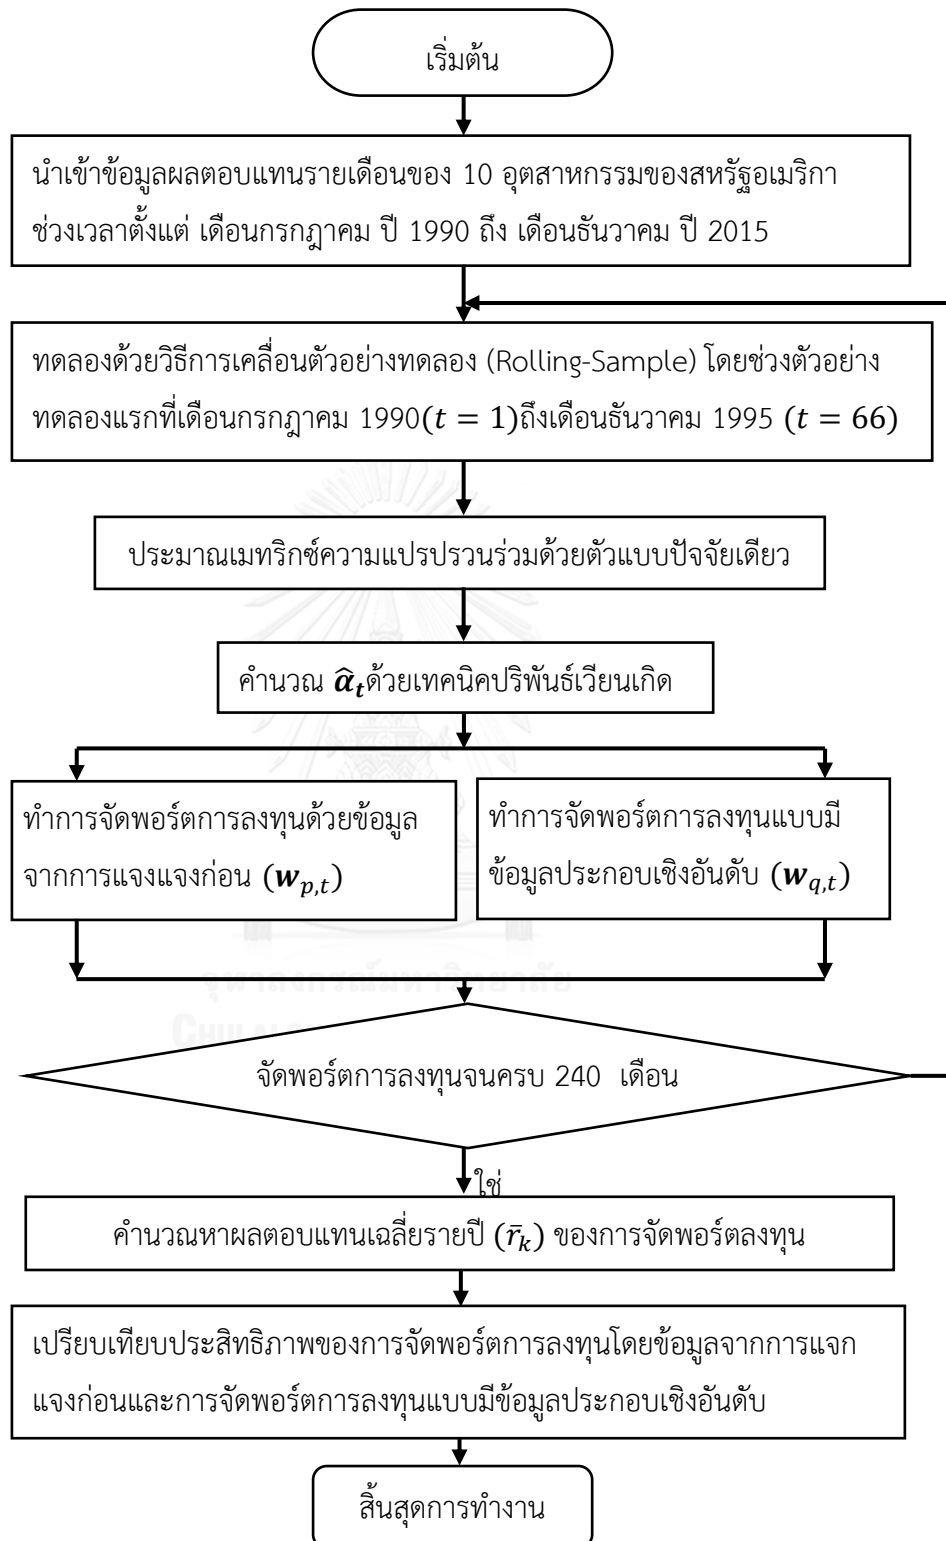 เริ่มต้น
นำเข้าข้อมูลผลตอบแทนรายเดือนของ 10 อุตสาหกรรมของสหรัฐอเมริกา
ช่วงเวลาตั้งแต่ เดือนกรกฎาคม ปี 1990 ถึง เดือนธันวาคม ปี 2015
ทดลองด้วยวิธีการเคลื่อนตัวอย่างทดลอง (Rolling-Sample) โดยช่วงตัวอย่าง
ทดลองแรกที่เดือนกรกฎาคม 1990(t = 1)ถึงเดือนธันวาคม 1995 (t = 66)
ประมาณเมทริกซ์ความแปรปรวนร่วมด้วยตัวแบบปัจจัยเดียว
คำนวณ α̂_t ด้วยเทคนิคปริพันธ์เวียนเกิด
ทำการจัดพอร์ตการลงทุนด้วยข้อมูล
จากการแจงแจงก่อน (w_{p,t})
ทำการจัดพอร์ตการลงทุนแบบมี
ข้อมูลประกอบเชิงอันดับ (w_{q,t})
จุฬาลงกรณ์มหาวิทยาลัย
จัดพอร์ตการลงทุนจนครบ 240 เดือน
ใช่
คำนวณหาผลตอบแทนเฉลี่ยรายปี (r̄_k) ของการจัดพอร์ตลงทุน
เปรียบเทียบประสิทธิภาพของการจัดพอร์ตการลงทุนโดยข้อมูลจากการแจก
แจงก่อนและการจัดพอร์ตการลงทุนแบบมีข้อมูลประกอบเชิงอันดับ
สิ้นสุดการทำงาน